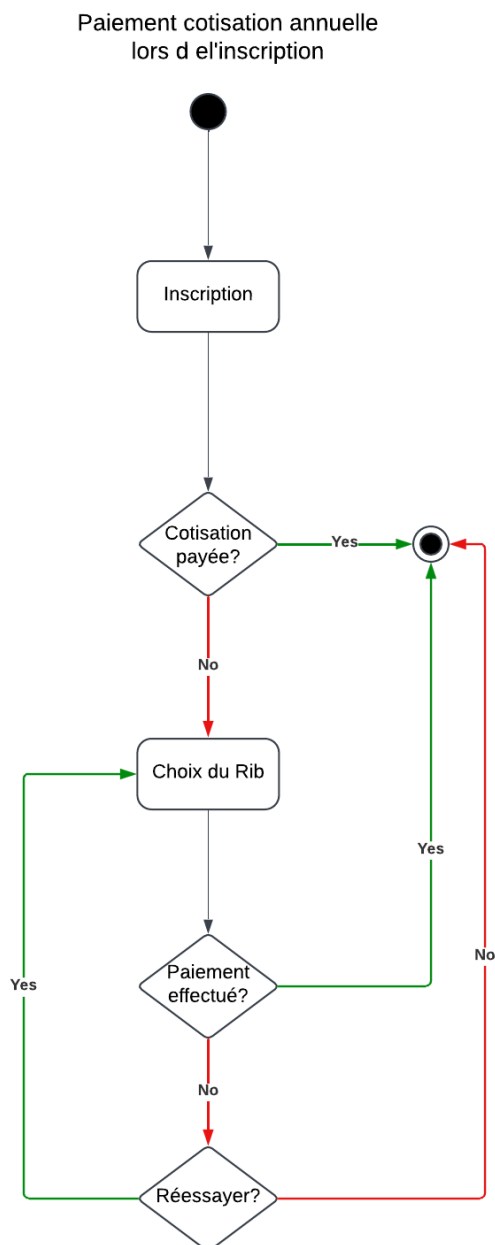 Paiement cotisation annuelle
lors d el'inscription
Inscription
Cotisation
payée?
Yes
No
Choix du Rib
Yes
Paiement
effectué?
No
Yes
No
Réessayer?